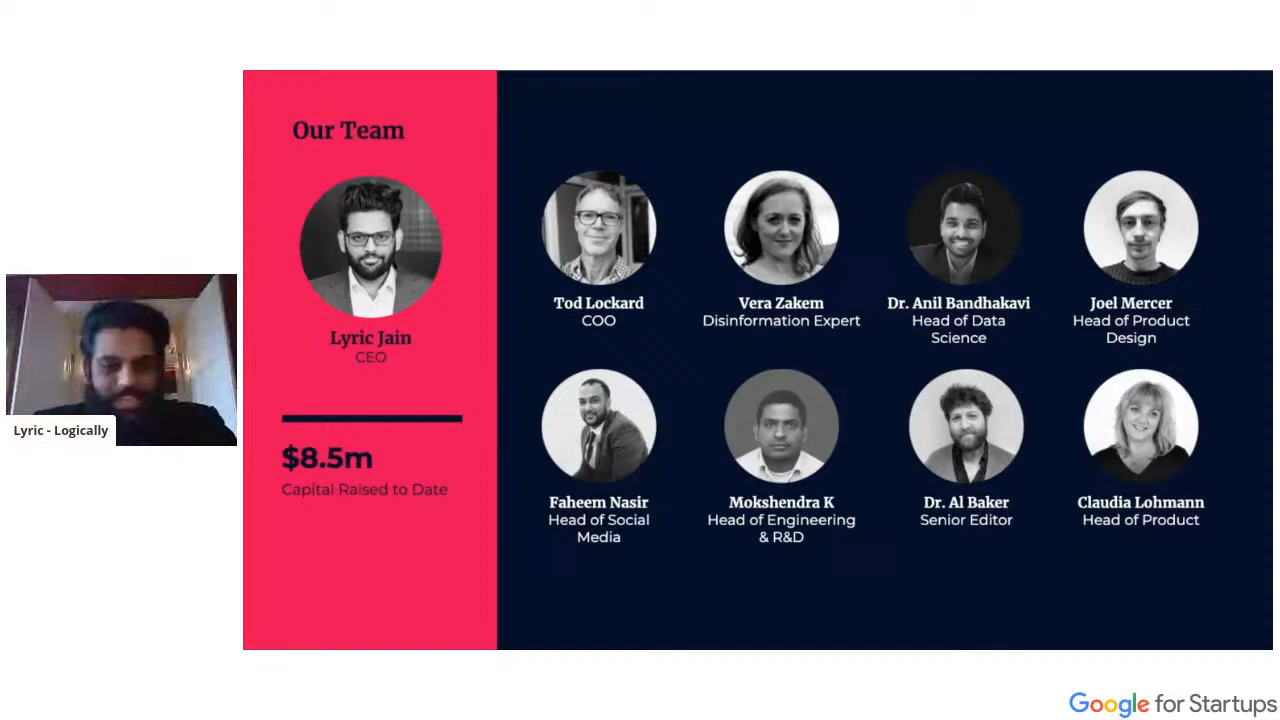 Our Team
Lyric Jain
CEO
$8.5m
Capital Raised to Date
Lyric - Logically
Tod Lockard
COO
Vera Zakem
Disinformation Expert
Dr. Anil Bandhakavi
Head of Data
Science
Joel Mercer
Head of Product
Design
Faheem Nasir
Head of Social
Media
Mokshendra K
Head of Engineering
& R&D
Dr. Al Baker
Senior Editor
Claudia Lohmann
Head of Product
Google for Startups